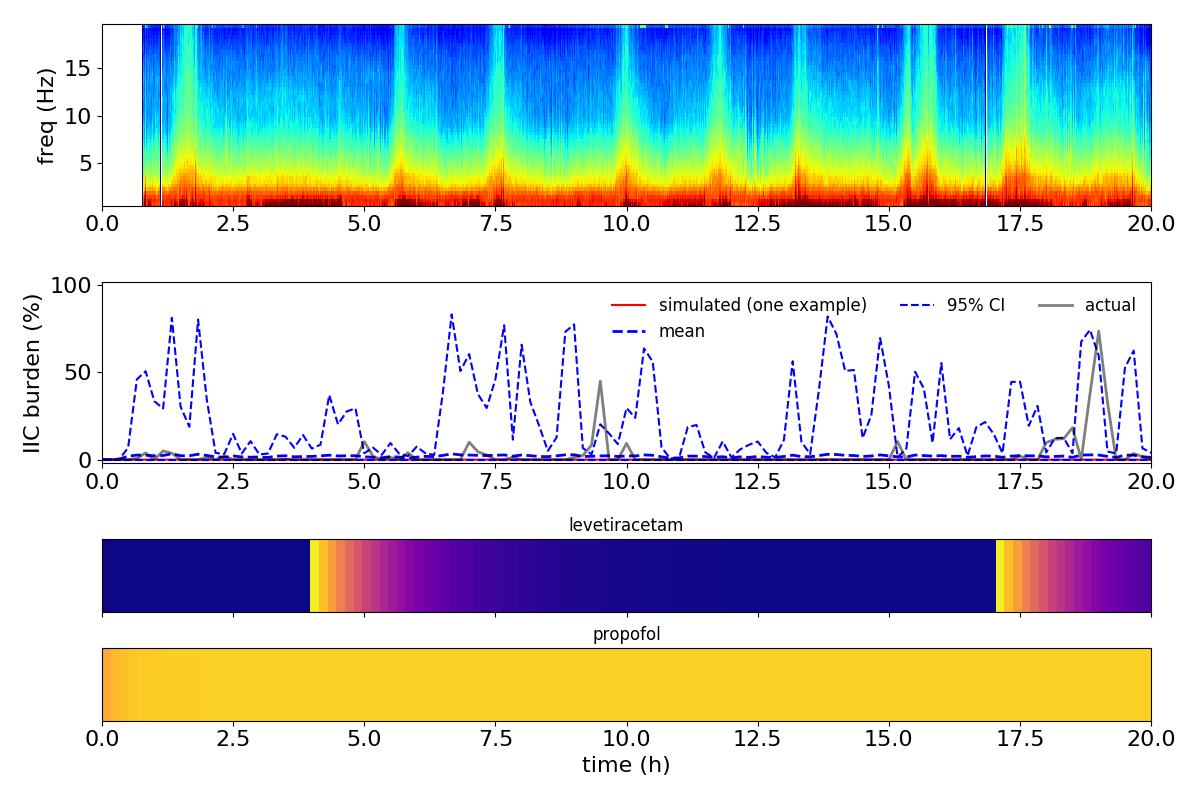 freq (Hz)
15
10
5
0.0 2.5 5.0 7.5 10.0 12.5 15.0 17.5 20.0
IIC burden (%)
100
50
0
simulated (one example) 95% CI actual
mean
0.0 2.5 5.0 7.5 10.0 12.5 15.0 17.5 20.0
levetiracetam
propofol
0.0 2.5 5.0 7.5 10.0 12.5 15.0 17.5 20.0
time (h)